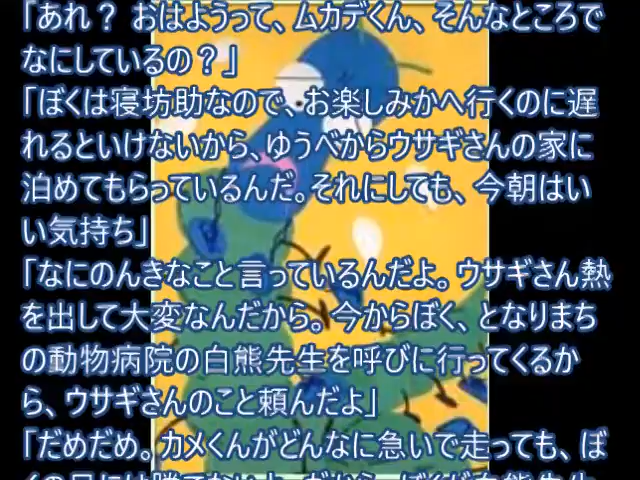 「あれ？ おはようって、ムカデくん、そんなところで
なにしているの？」
「ぼくは寝坊助なので、お楽しみかへ行くのに遅
れるといけないから、ゆうべからウサギさんの家に
泊めてもらっているんだ。それにしても、今朝はい
い気持ち」
「なにのんきなこと言っているんだよ。ウサギさん熱
を出して大変なんだから。今からぼく、となりまち
の動物病院の白熊先生を呼びに行ってくるか
ら、ウサギさんのこと頼んだよ」
「だめだめ。カメくんがどんなに急いで走っても、ぼ